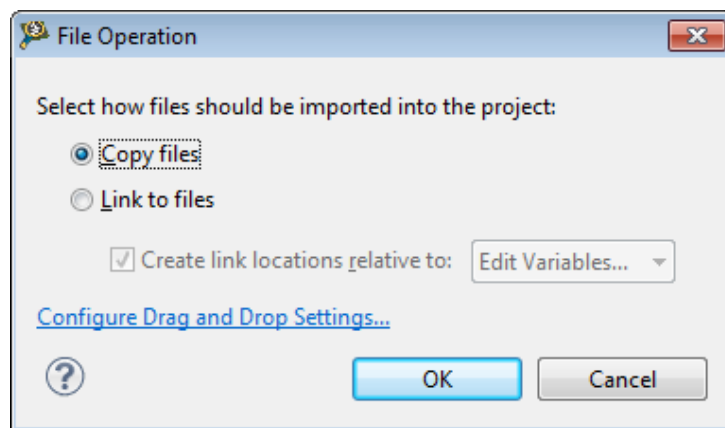 File Operation
Select how files should be imported into the project:
Copy files
Link to files
Create link locations relative to: Edit Variables...
Configure Drag and Drop Settings...
? OK Cancel